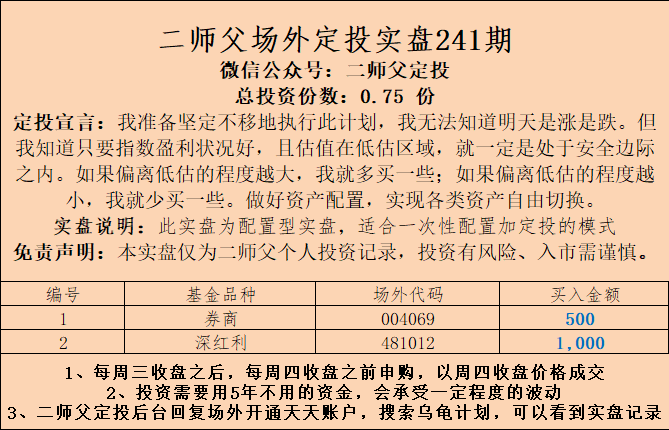 二师父场外定投实盘241期
微信公众号：二师父定投
总投资份数：0.75 份
定投宣言：我准备坚定不移地执行此计划，我无法知道明天是涨是跌。但
我知道只要指数盈利状况好，且估值在低估区域，就一定是处于安全边际
之内。如果偏离低估的程度越大，我就多买一些；如果偏离低估的程度越
小，我就少买一些。做好资产配置，实现各类资产自由切换。
实盘说明：此实盘为配置型实盘，适合一次性配置加定投的模式
免责声明：本实盘仅为二师父个人投资记录，投资有风险、入市需谨慎。
编号 基金品种 场外代码 买入金额
1 券商 004069 500
2 深红利 481012 1,000
1、每周三收盘之后，每周四收盘之前申购，以周四收盘价格成交
2、投资需要用5年不用的资金，会承受一定程度的波动
3、二师父定投后台回复场外开通天天账户，搜索乌龟计划，可以看到实盘记录